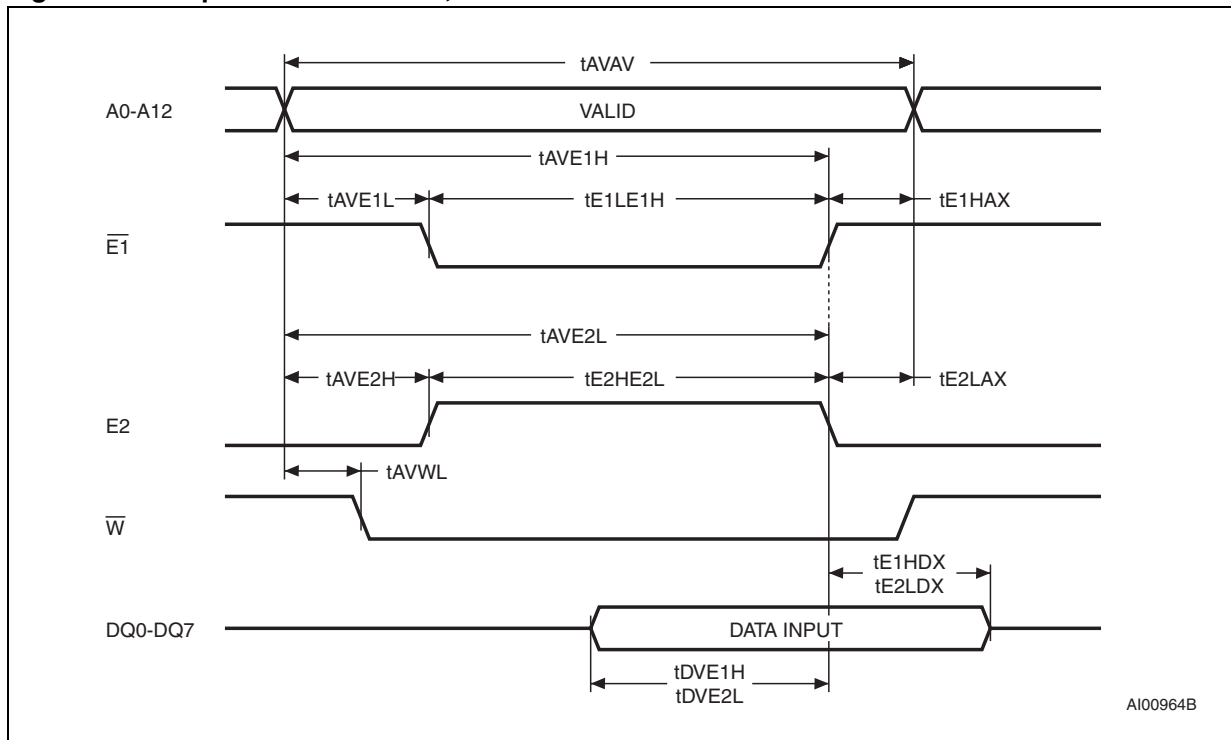 tAVAV
A0-A12
VALID
tAVE1H
tAVE1L
tE1LE1H
tE1HAX
E1
tAVE2L
tAVE2H
tE2HE2L
tE2LAX
E2
tAVWL
W
tE1HDX
tE2LDX
DQ0-DQ7
DATA INPUT
tDVE1H
tDVE2L
AI00964B